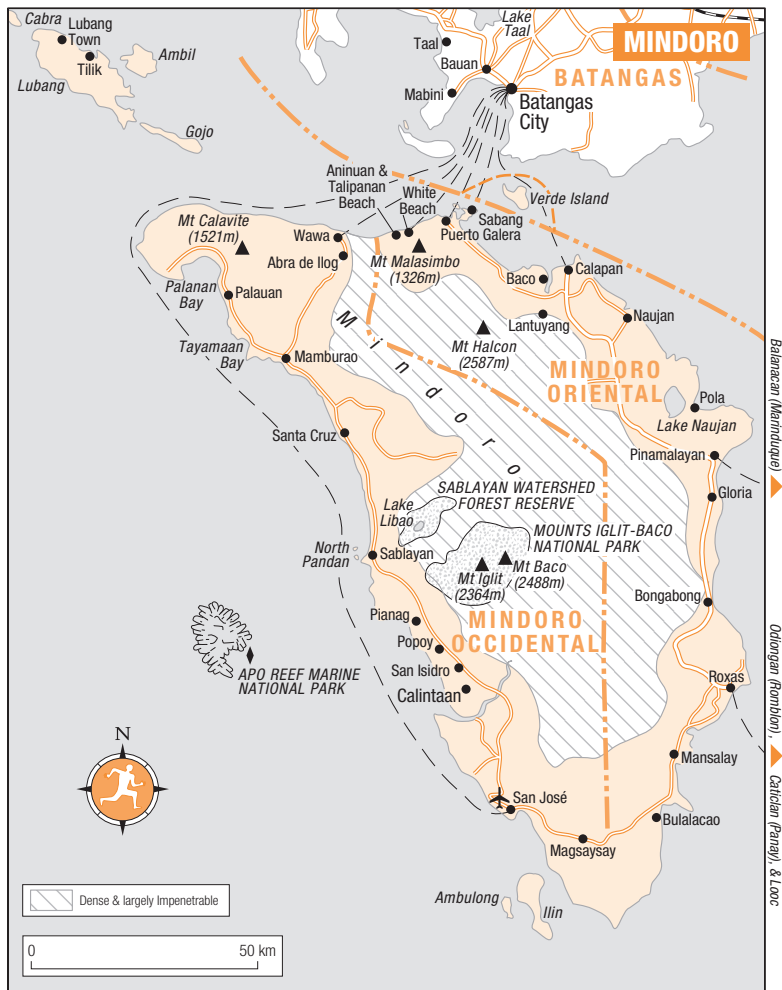 MINDORO
Cabra
Lubang
Town
Tilik
Ambil
Lubang
Gojo
Lake
Taal
Taal
Bauan
BATANGAS
Mabini
Batangas
City
Aninuan &
Talipanan
Beach
White
Beach
Verde Island
Sabang
Puerto Galera
Mt Calavite
(1521m)
Wawa
Abra de Ilog
Mt Malasimbo
(1326m)
Baco
Calapan
Palanan
Bay
Palauan
Lantuyang
Naujan
Mindoro
Mt Halcon
(2587m)
Tayamaan
Bay
Mamburao
MINDORO
ORIENTAL
Pola
Lake Naujan
Santa Cruz
Pinamalayan
SABLAYAN WATERSHED
FOREST RESERVE
Gloria
Lake
Libao
MOUNTS IGLIT-BACO
NATIONAL PARK
North
Pandan
Sablayan
Mt Baco
(2488m)
Mt Iglit
(2364m)
Bongabong
Pianag
MINDORO
OCCIDENTAL
Popoy
San Isidro
Calintaan
APO REEF MARINE
NATIONAL PARK
Roxas
N
Mansalay
San José
Bulalacao
Magsaysay
Ambulong
Ilin
Dense & largely Impenetrable
0 50 km
Balanacan (Marinduque)
Odiongan (Romblon),
Caticlan (Panay), & Looc